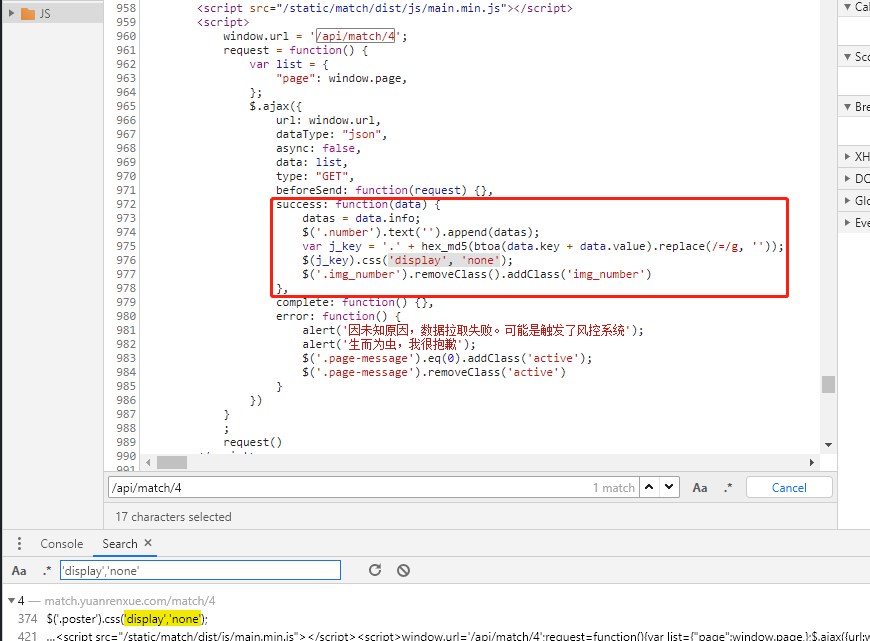 JS
958 <script src="/static/match/dist/js/main.min.js"></script>
959 <script>
960 window.url = '/api/match/4';
961 request = function() {
962 var list = {
963 "page": window.page,
964 };
965 $.ajax({
966 url: window.url,
967 dataType: "json",
968 async: false,
969 data: list,
970 type: "GET",
971 beforeSend: function(request) {},
972 success: function(data) {
973 datas = data.info;
974 $('.number').text('').append(datas);
975 var j_key = '.' + hex_md5(btoa(data.key + data.value).replace(/=/g, ''));
976 $(j_key).css('display', 'none');
977 $('.img_number').removeClass().addClass('img_number')
978 },
979 complete: function() {},
980 error: function() {
981 alert('因未知原因，数据拉取失败。可能是触发了风控系统');
982 alert('生而为虫，我很抱歉');
983 $('.page-message').eq(0).addClass('active');
984 $('.page-message').removeClass('active')
985 }
986 })
987 }
988 ;
989 request()
990
991
Cal
Sco
Bre
XH
DO
Glo
Eve
/api/match/4 1 match Aa .* Cancel
17 characters selected
Console Search ×
Aa .* 'display','none'
4 — match.yuanrenxue.com/match/4
374 $('.poster').css('display','none');
421 …<script src="/static/match/dist/js/main.min.js"></script><script>window.url='/api/match/4';request=function(){var list={"page":window.page,};$.ajax({url:w